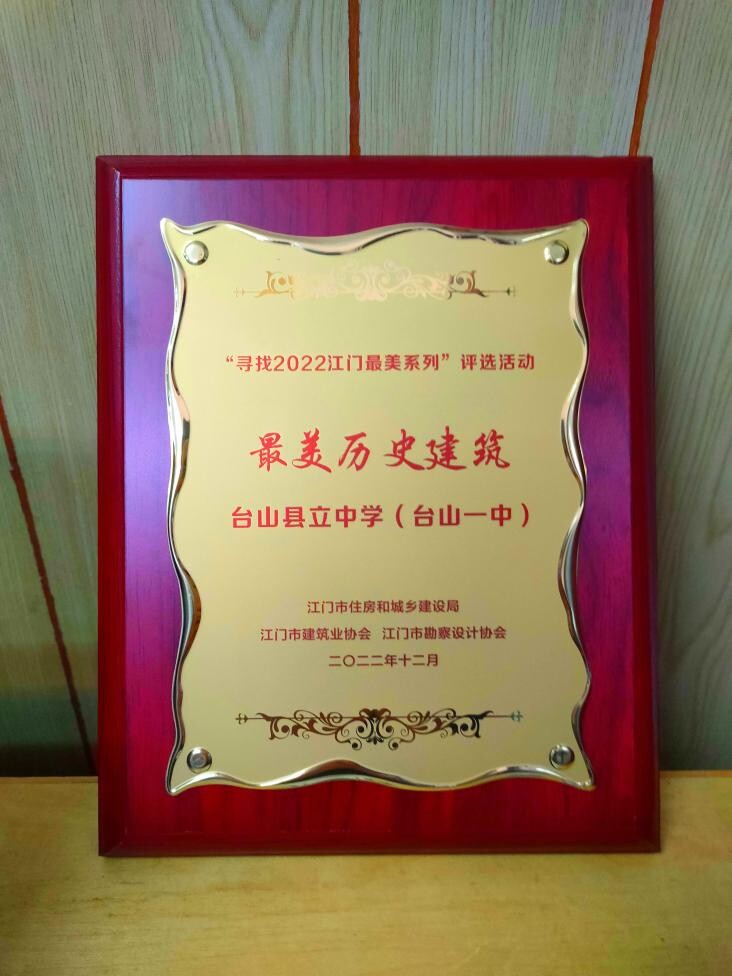 “寻找2022江门最美系列”评选活动
最美历史建筑
台山县立中学（台山一中）
江门市住房和城乡建设局
江门市建筑业协会 江门市勘察设计协会
二〇二二年十二月